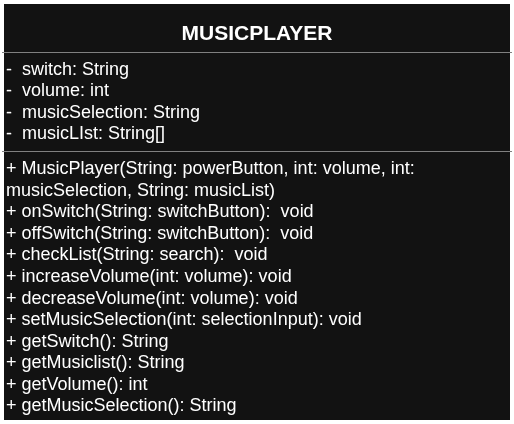 MUSICPLAYER
- switch: String
- volume: int
- musicSelection: String
- musicLIst: String[]
+ MusicPlayer(String: powerButton, int: volume, int:
musicSelection, String: musicList)
+ onSwitch(String: switchButton): void
+ offSwitch(String: switchButton): void
+ checkList(String: search): void
+ increaseVolume(int: volume): void
+ decreaseVolume(int: volume): void
+ setMusicSelection(int: selectionInput): void
+ getSwitch(): String
+ getMusiclist(): String
+ getVolume(): int
+ getMusicSelection(): String